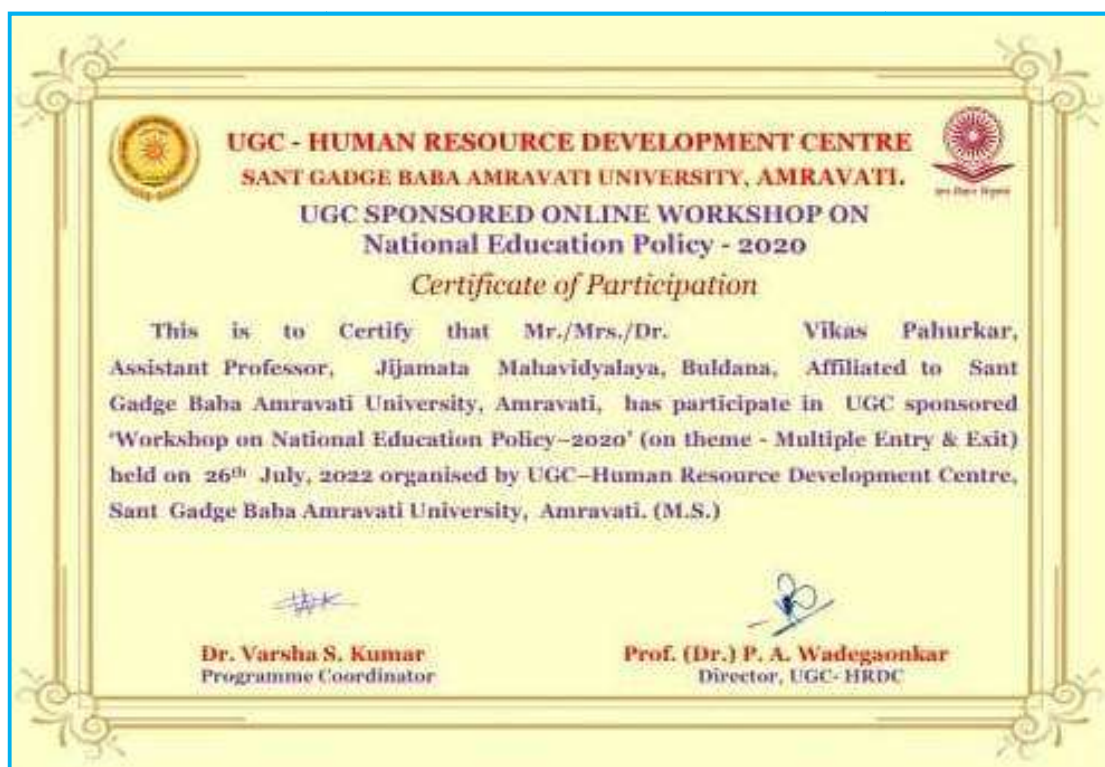 UGC - HUMAN RESOURCE DEVELOPMENT CENTRE
SANT GADGE BABA AMRAVATI UNIVERSITY, AMRAVATI.
UGC SPONSORED ONLINE WORKSHOP ON
National Education Policy - 2020
Certificate of Participation
This is to Certify that Mr./Mrs./Dr. Vikas Pahurkar,
Assistant Professor, Jijamata Mahavidyalaya, Buldana, Affiliated to Sant
Gadge Baba Amravati University, Amravati, has participate in UGC sponsored
‘Workshop on National Education Policy–2020’ (on theme - Multiple Entry & Exit)
held on 26th July, 2022 organised by UGC–Human Resource Development Centre,
Sant Gadge Baba Amravati University, Amravati. (M.S.)
Dr. Varsha S. Kumar
Programme Coordinator
Prof. (Dr.) P. A. Wadegaonkar
Director, UGC- HRDC